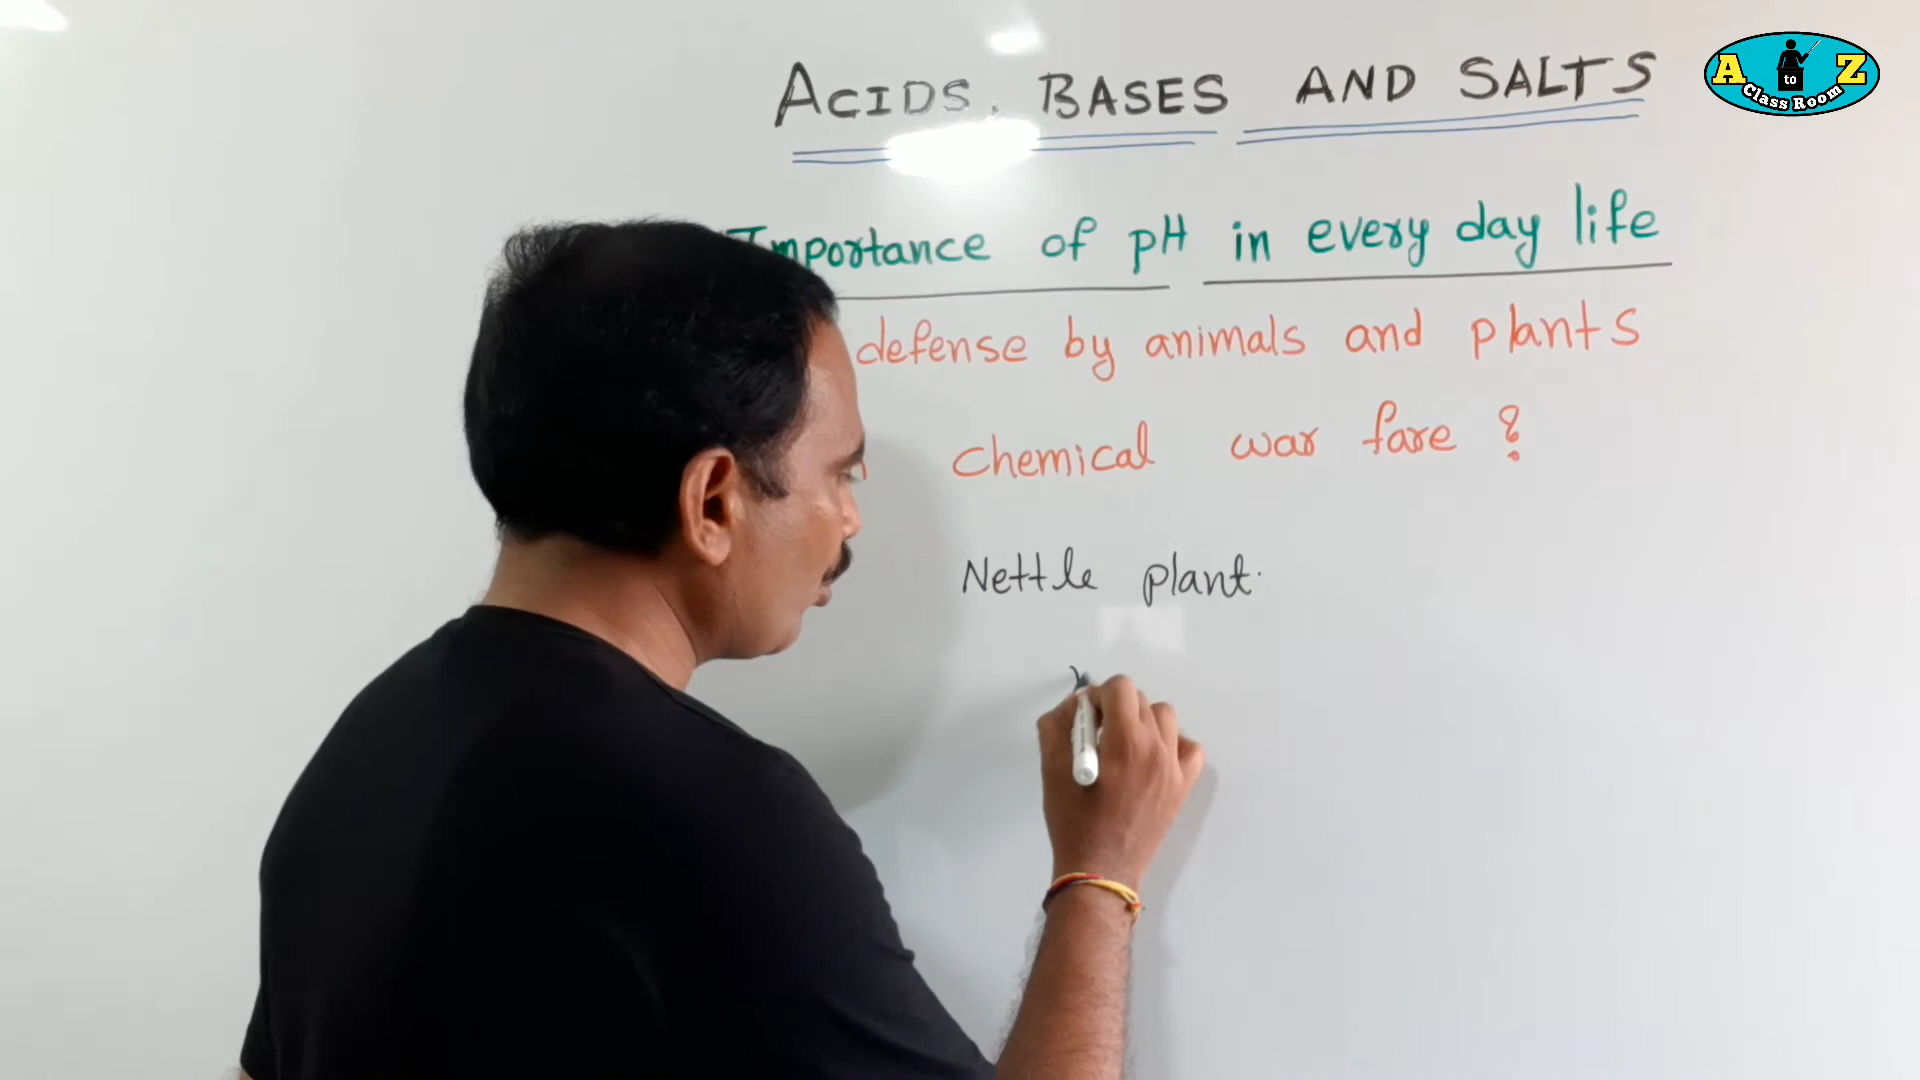 ACIDS, BASES AND SALTS
A to Z
Class Room
Importance of pH in every day life
defense by animals and plants
chemical war fare ?
Nettle plant.